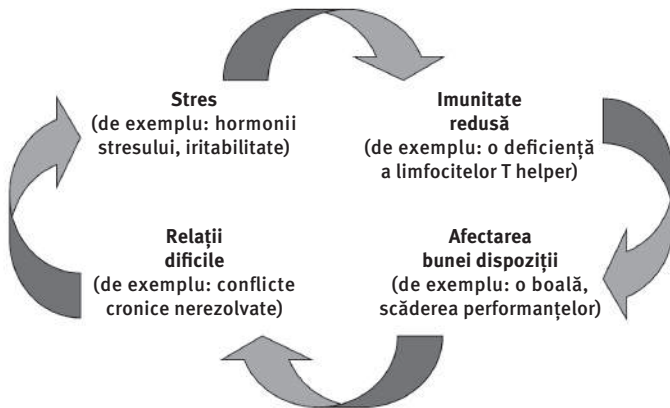 Stres
(de exemplu: hormonii
stresului, iritabilitate)
Imunitate
redusă
(de exemplu: o deficiență
a limfocitelor T helper)
Relații
dificile
(de exemplu: conflicte
cronice nerezolvate)
Afectarea
bunei dispoziții
(de exemplu: o boală,
scăderea performanțelor)